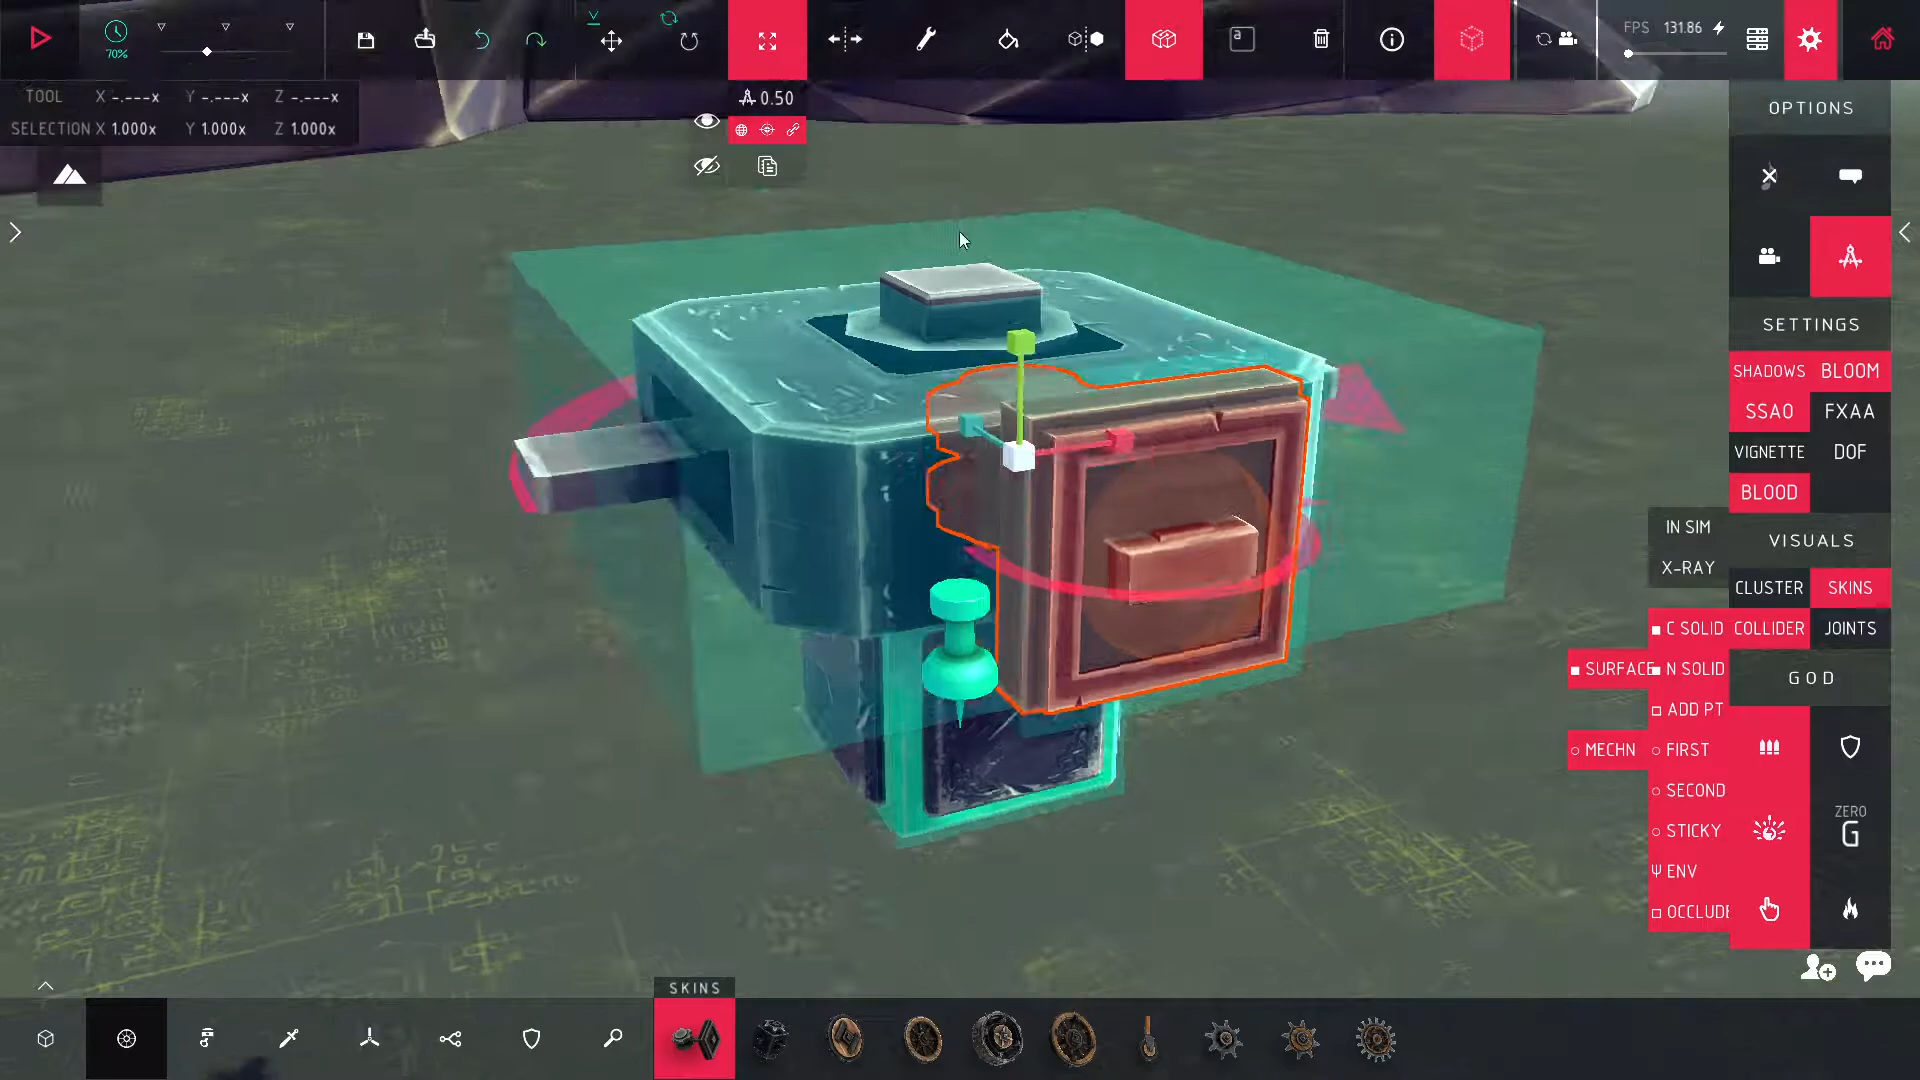 70%
FPS 131.86
TOOL X -.---x Y -.---x Z -.---x
SELECTION X 1.000x Y 1.000x Z 1.000x
0.50
OPTIONS
SETTINGS
SHADOWS BLOOM
SSAO FXAA
VIGNETTE DOF
BLOOD
IN SIM
VISUALS
X-RAY
CLUSTER SKINS
C SOLID COLLIDER JOINTS
SURFACE N SOLID
GOD
ADD PT
MECHN FIRST
SECOND
ZERO
G
STICKY
ENV
OCCLUDE
SKINS